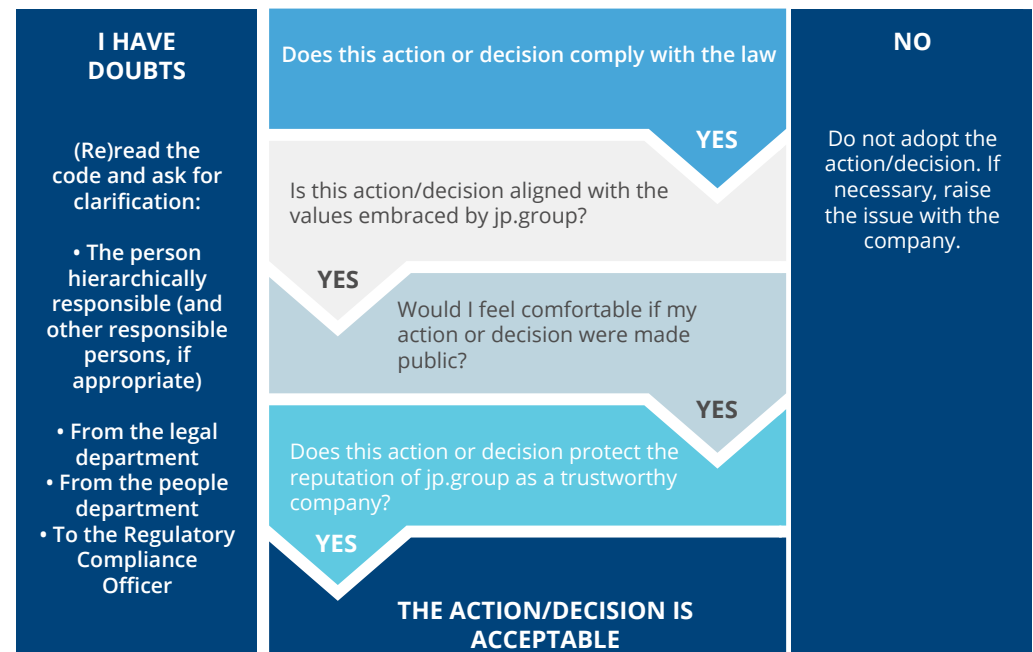 I HAVE
DOUBTS
(Re)read the
code and ask for
clarification:
• The person
hierarchically
responsible (and
other responsible
persons, if
appropriate)
• From the legal
department
• From the people
department
• To the Regulatory
Compliance
Officer
Does this action or decision comply with the law
YES
Is this action/decision aligned with the
values embraced by jp.group?
YES
Would I feel comfortable if my
action or decision were made
public?
YES
Does this action or decision protect the
reputation of jp.group as a trustworthy
company?
YES
THE ACTION/DECISION IS
ACCEPTABLE
NO
Do not adopt the
action/decision. If
necessary, raise
the issue with the
company.